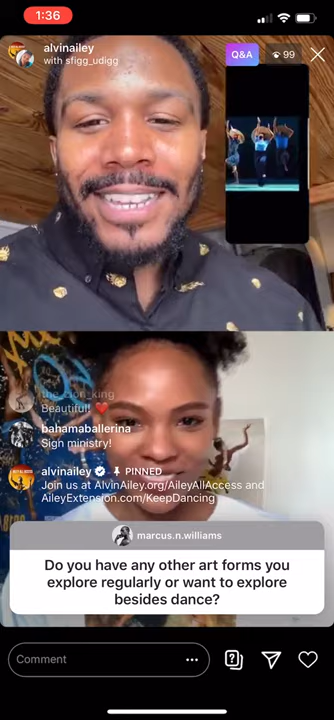 1:36
alvinailey
with sfigg_udigg
Q&A
99
the_lion_king
Beautiful! ❤️
bahamaballerina
Sign ministry!
alvinailey PINNED
Join us at AlvinAiley.org/AileyAllAccess and
AileyExtension.com/KeepDancing
marcus.n.williams
Do you have any other art forms you
explore regularly or want to explore
besides dance?
Comment